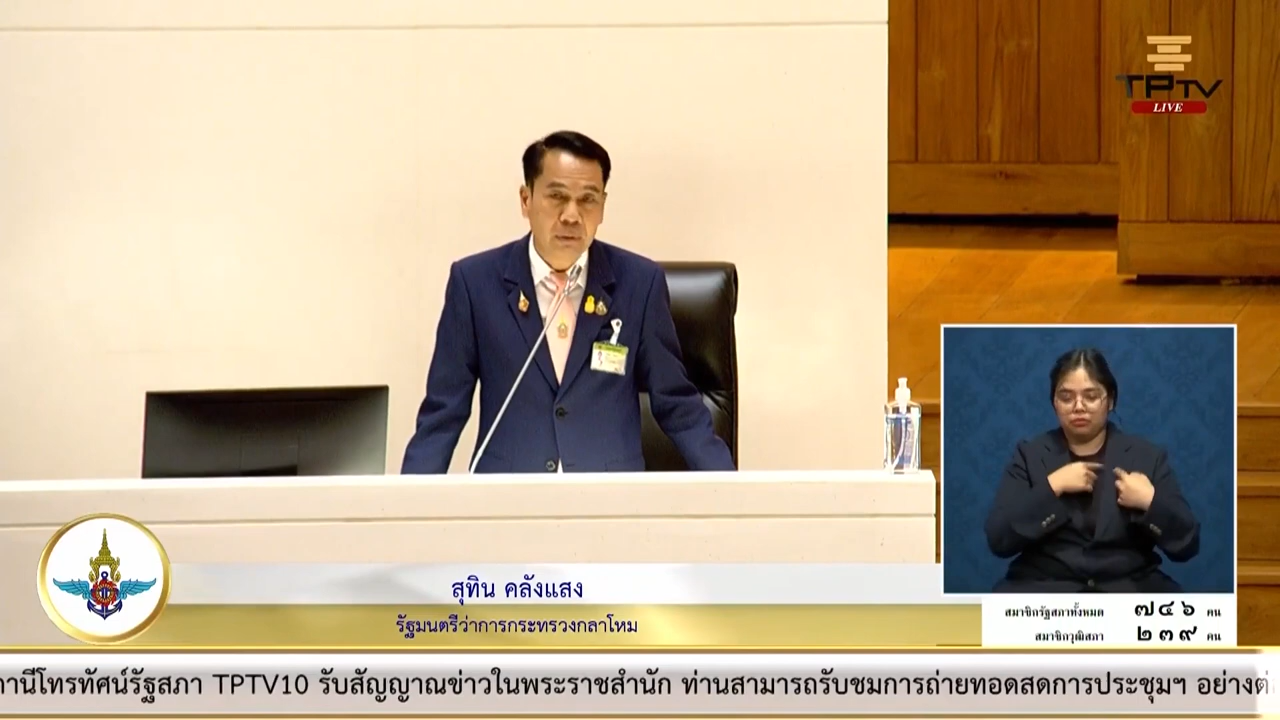 TPTV
LIVE
สุทิน คลังแสง
รัฐมนตรีว่าการกระทรวงกลาโหม
สมาชิกรัฐสภาทั้งหมด ๗๔๖ คน
สมาชิกวุฒิสภา ๒๓๙ คน
านีโทรทัศน์รัฐสภา TPTV10 รับสัญญาณข่าวในพระราชสำนัก ท่านสามารถรับชมการถ่ายทอดสดการประชุมฯ อย่างต่